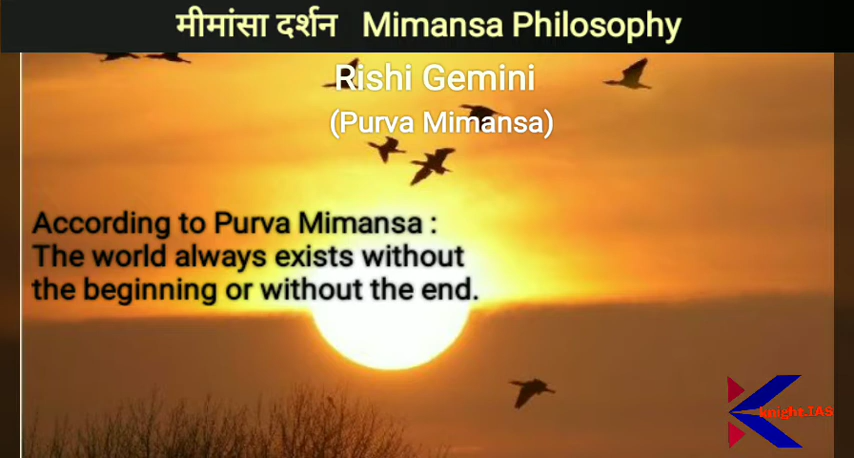 मीमांसा दर्शन Mimansa Philosophy
Rishi Gemini
(Purva Mimansa)
According to Purva Mimansa :
The world always exists without
the beginning or without the end.
knight.IAS